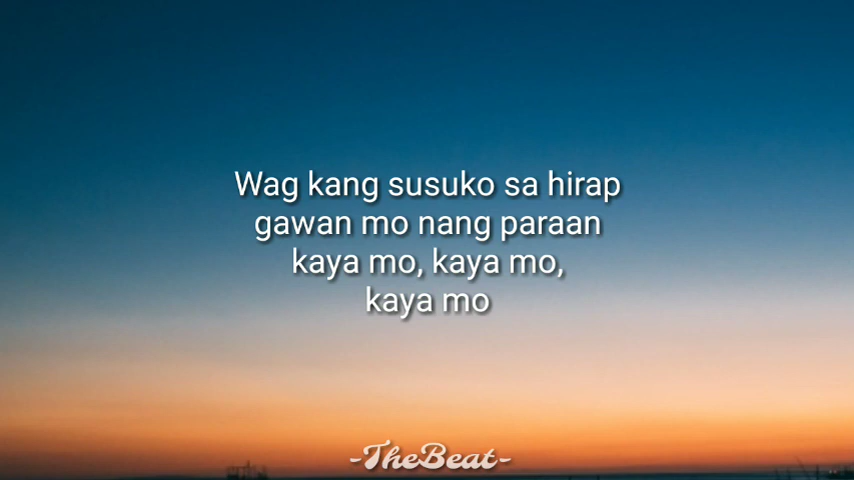 Wag kang susuko sa hirap
gawan mo nang paraan
kaya mo, kaya mo,
kaya mo
-TheBeat-